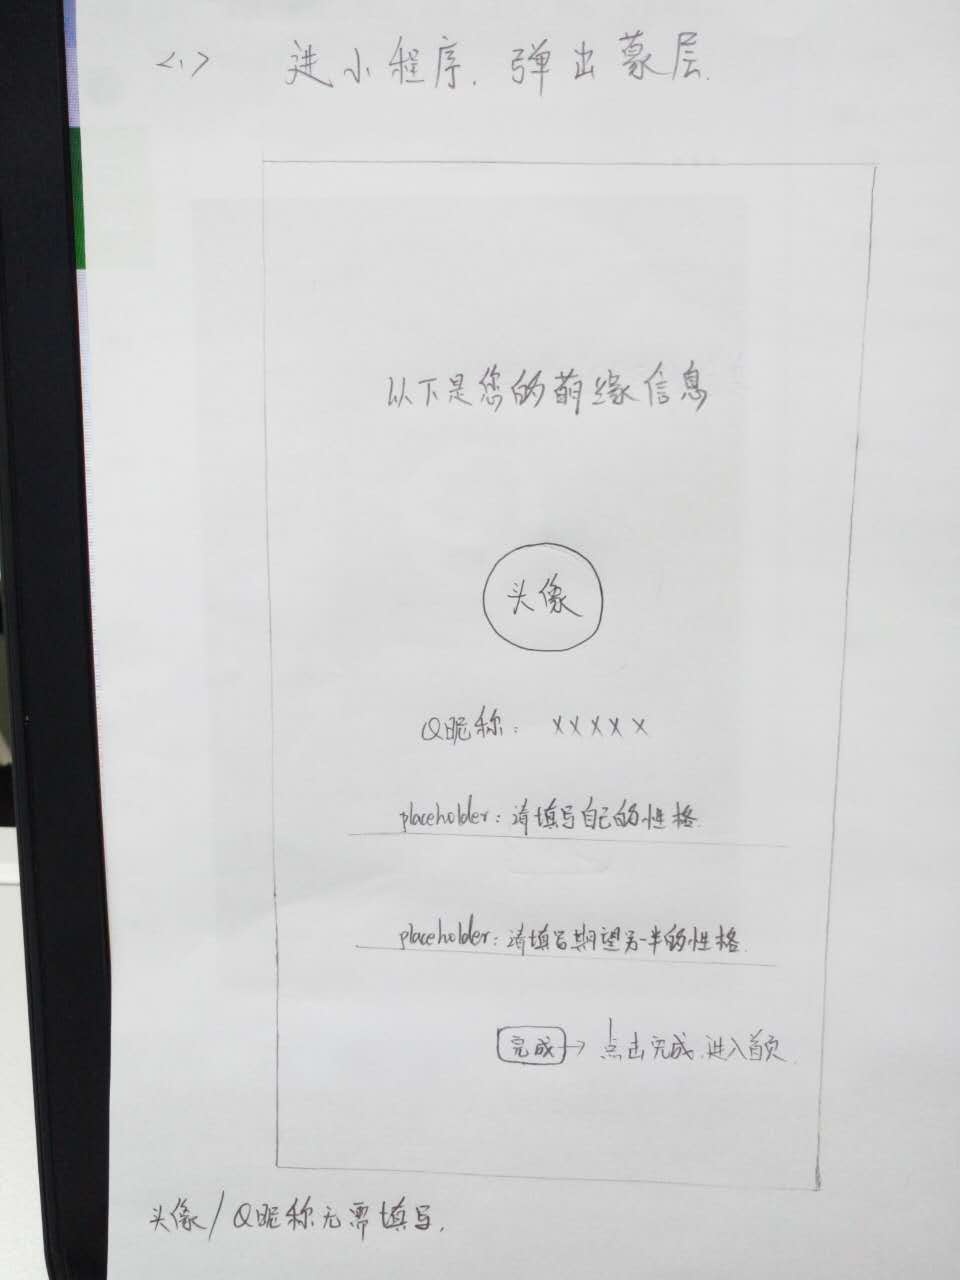 <1> 进小程序，弹出蒙层.
以下是您的萌缘信息
头像
Q昵称： xxxxx
placeholder：请填写自己的性格
placeholder：请填写期望另一半的性格
完成 → 点击完成,进入首页
头像/Q昵称无需填写.